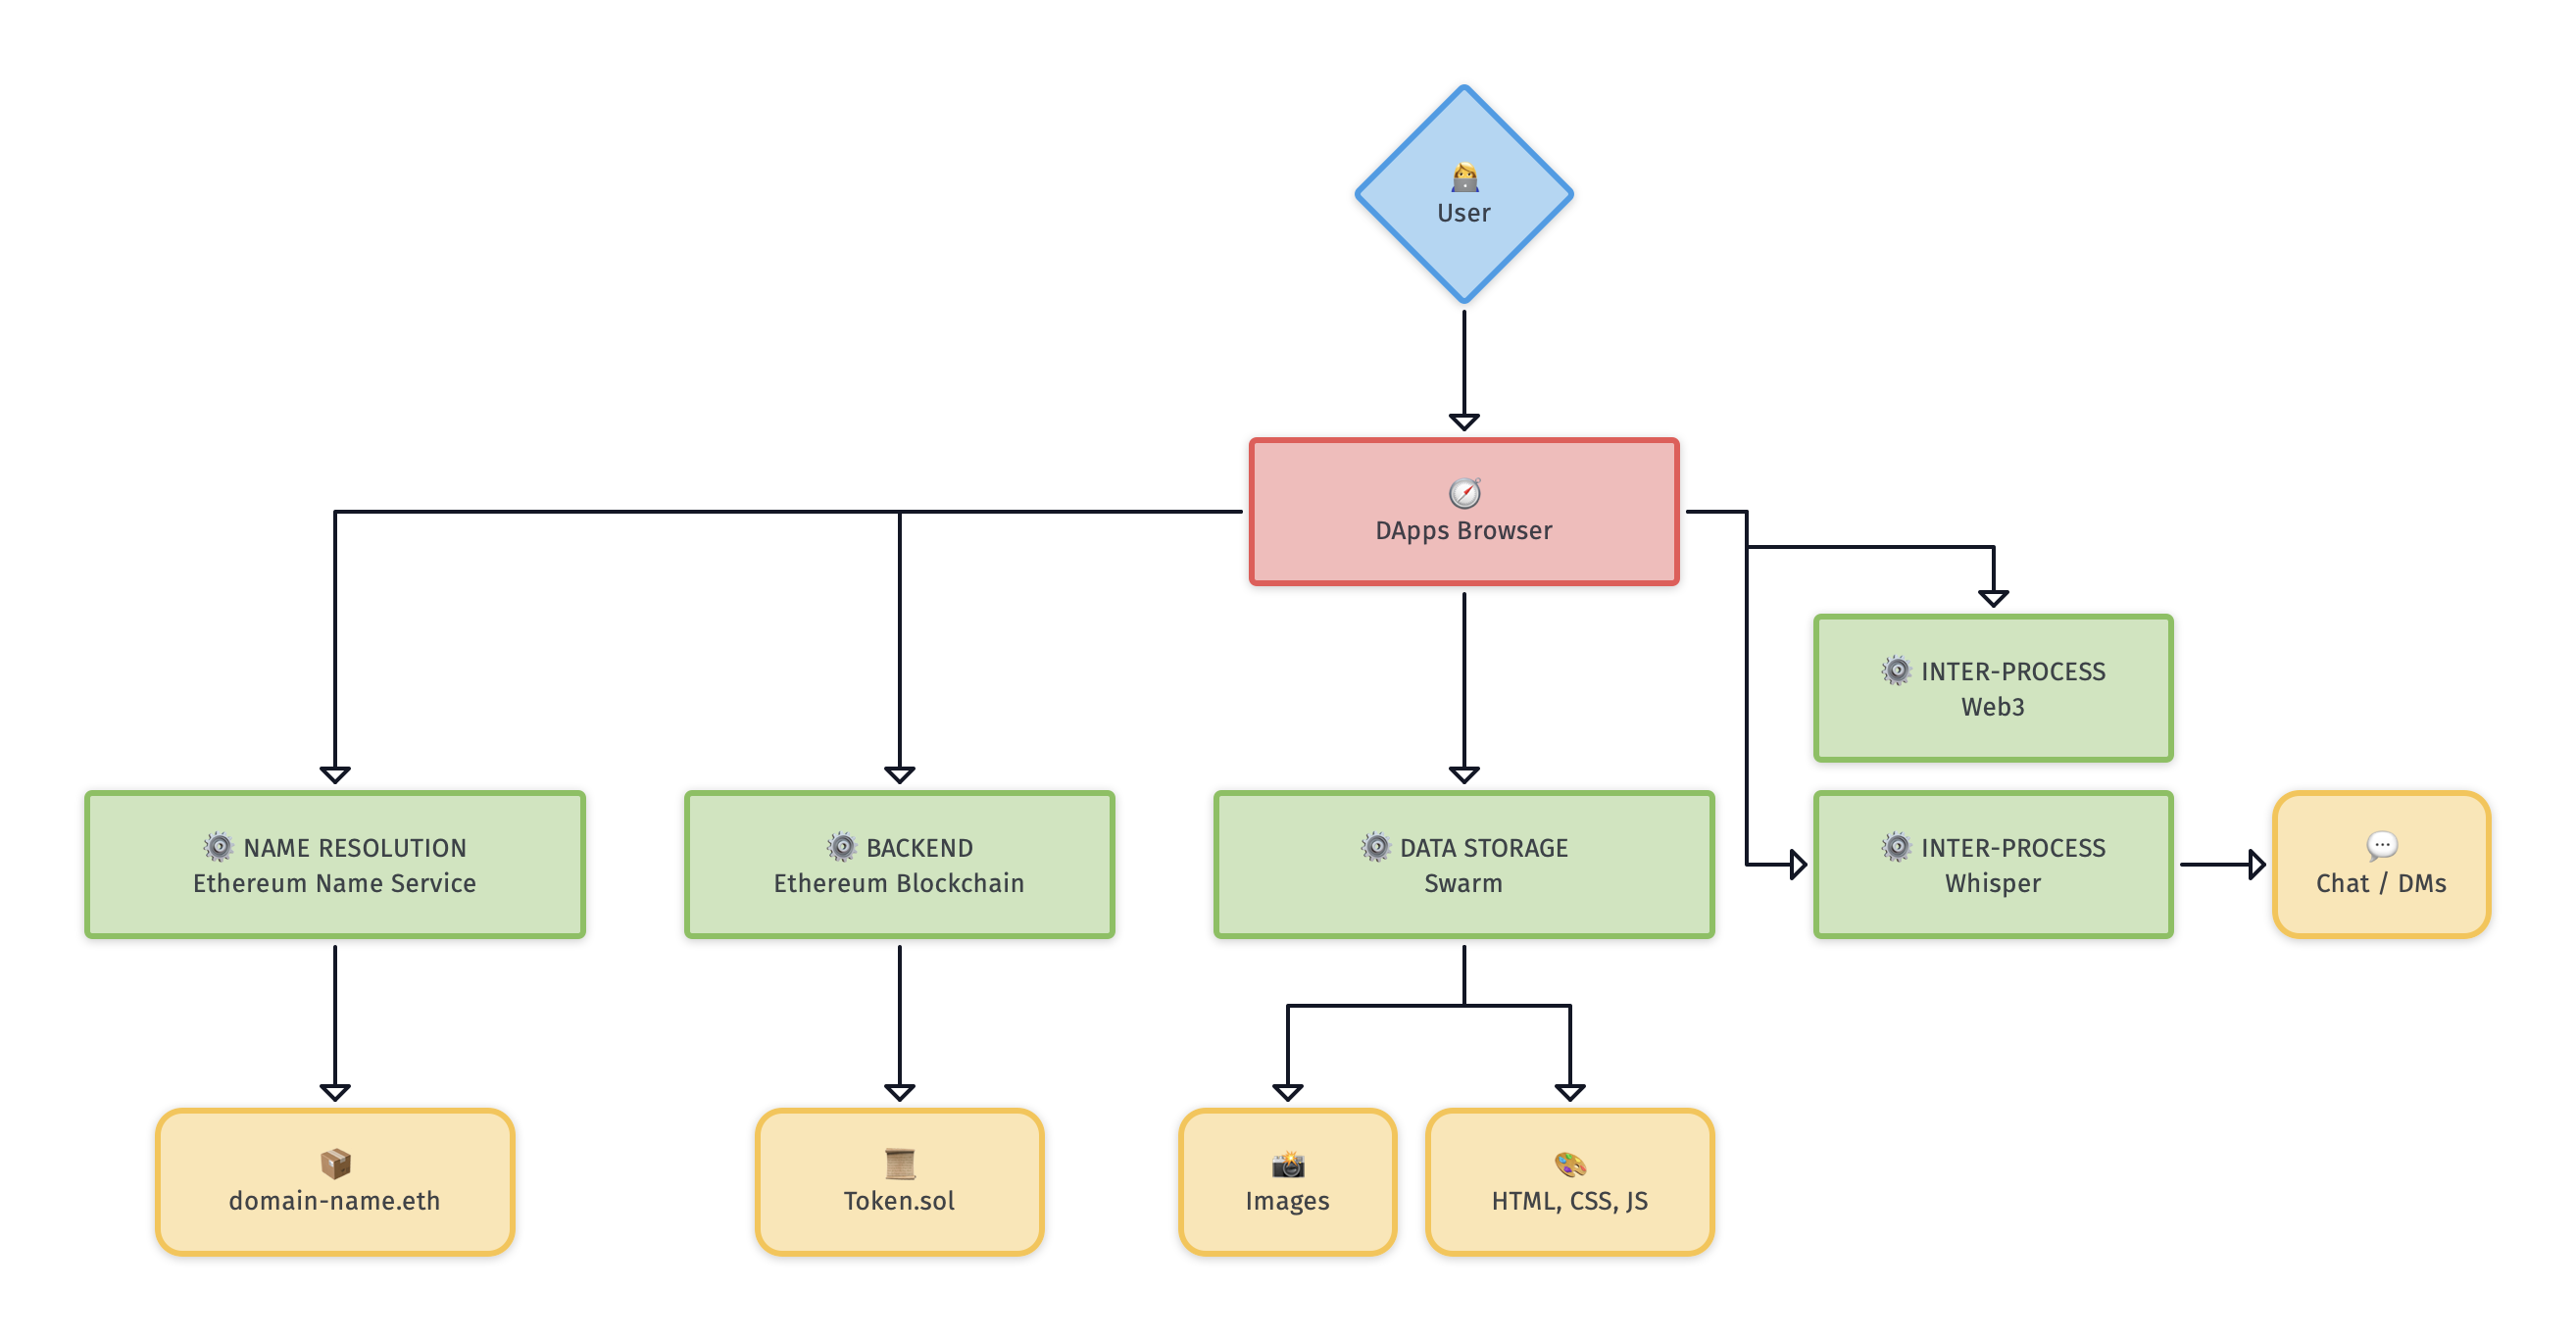 User
DApps Browser
INTER-PROCESS
Web3
NAME RESOLUTION
Ethereum Name Service
BACKEND
Ethereum Blockchain
DATA STORAGE
Swarm
INTER-PROCESS
Whisper
Chat / DMs
domain-name.eth
Token.sol
Images
HTML, CSS, JS